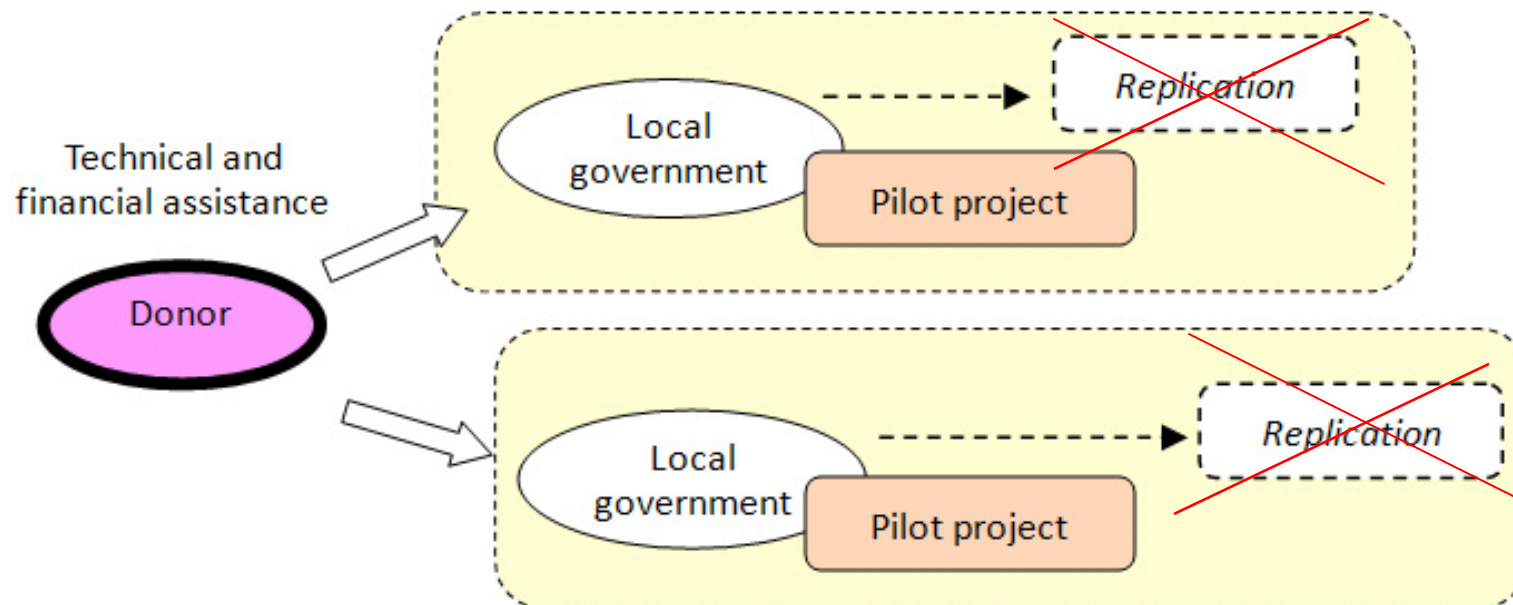 Technical and
financial assistance
Donor
Local
government
Pilot project
Replication
Local
government
Pilot project
Replication